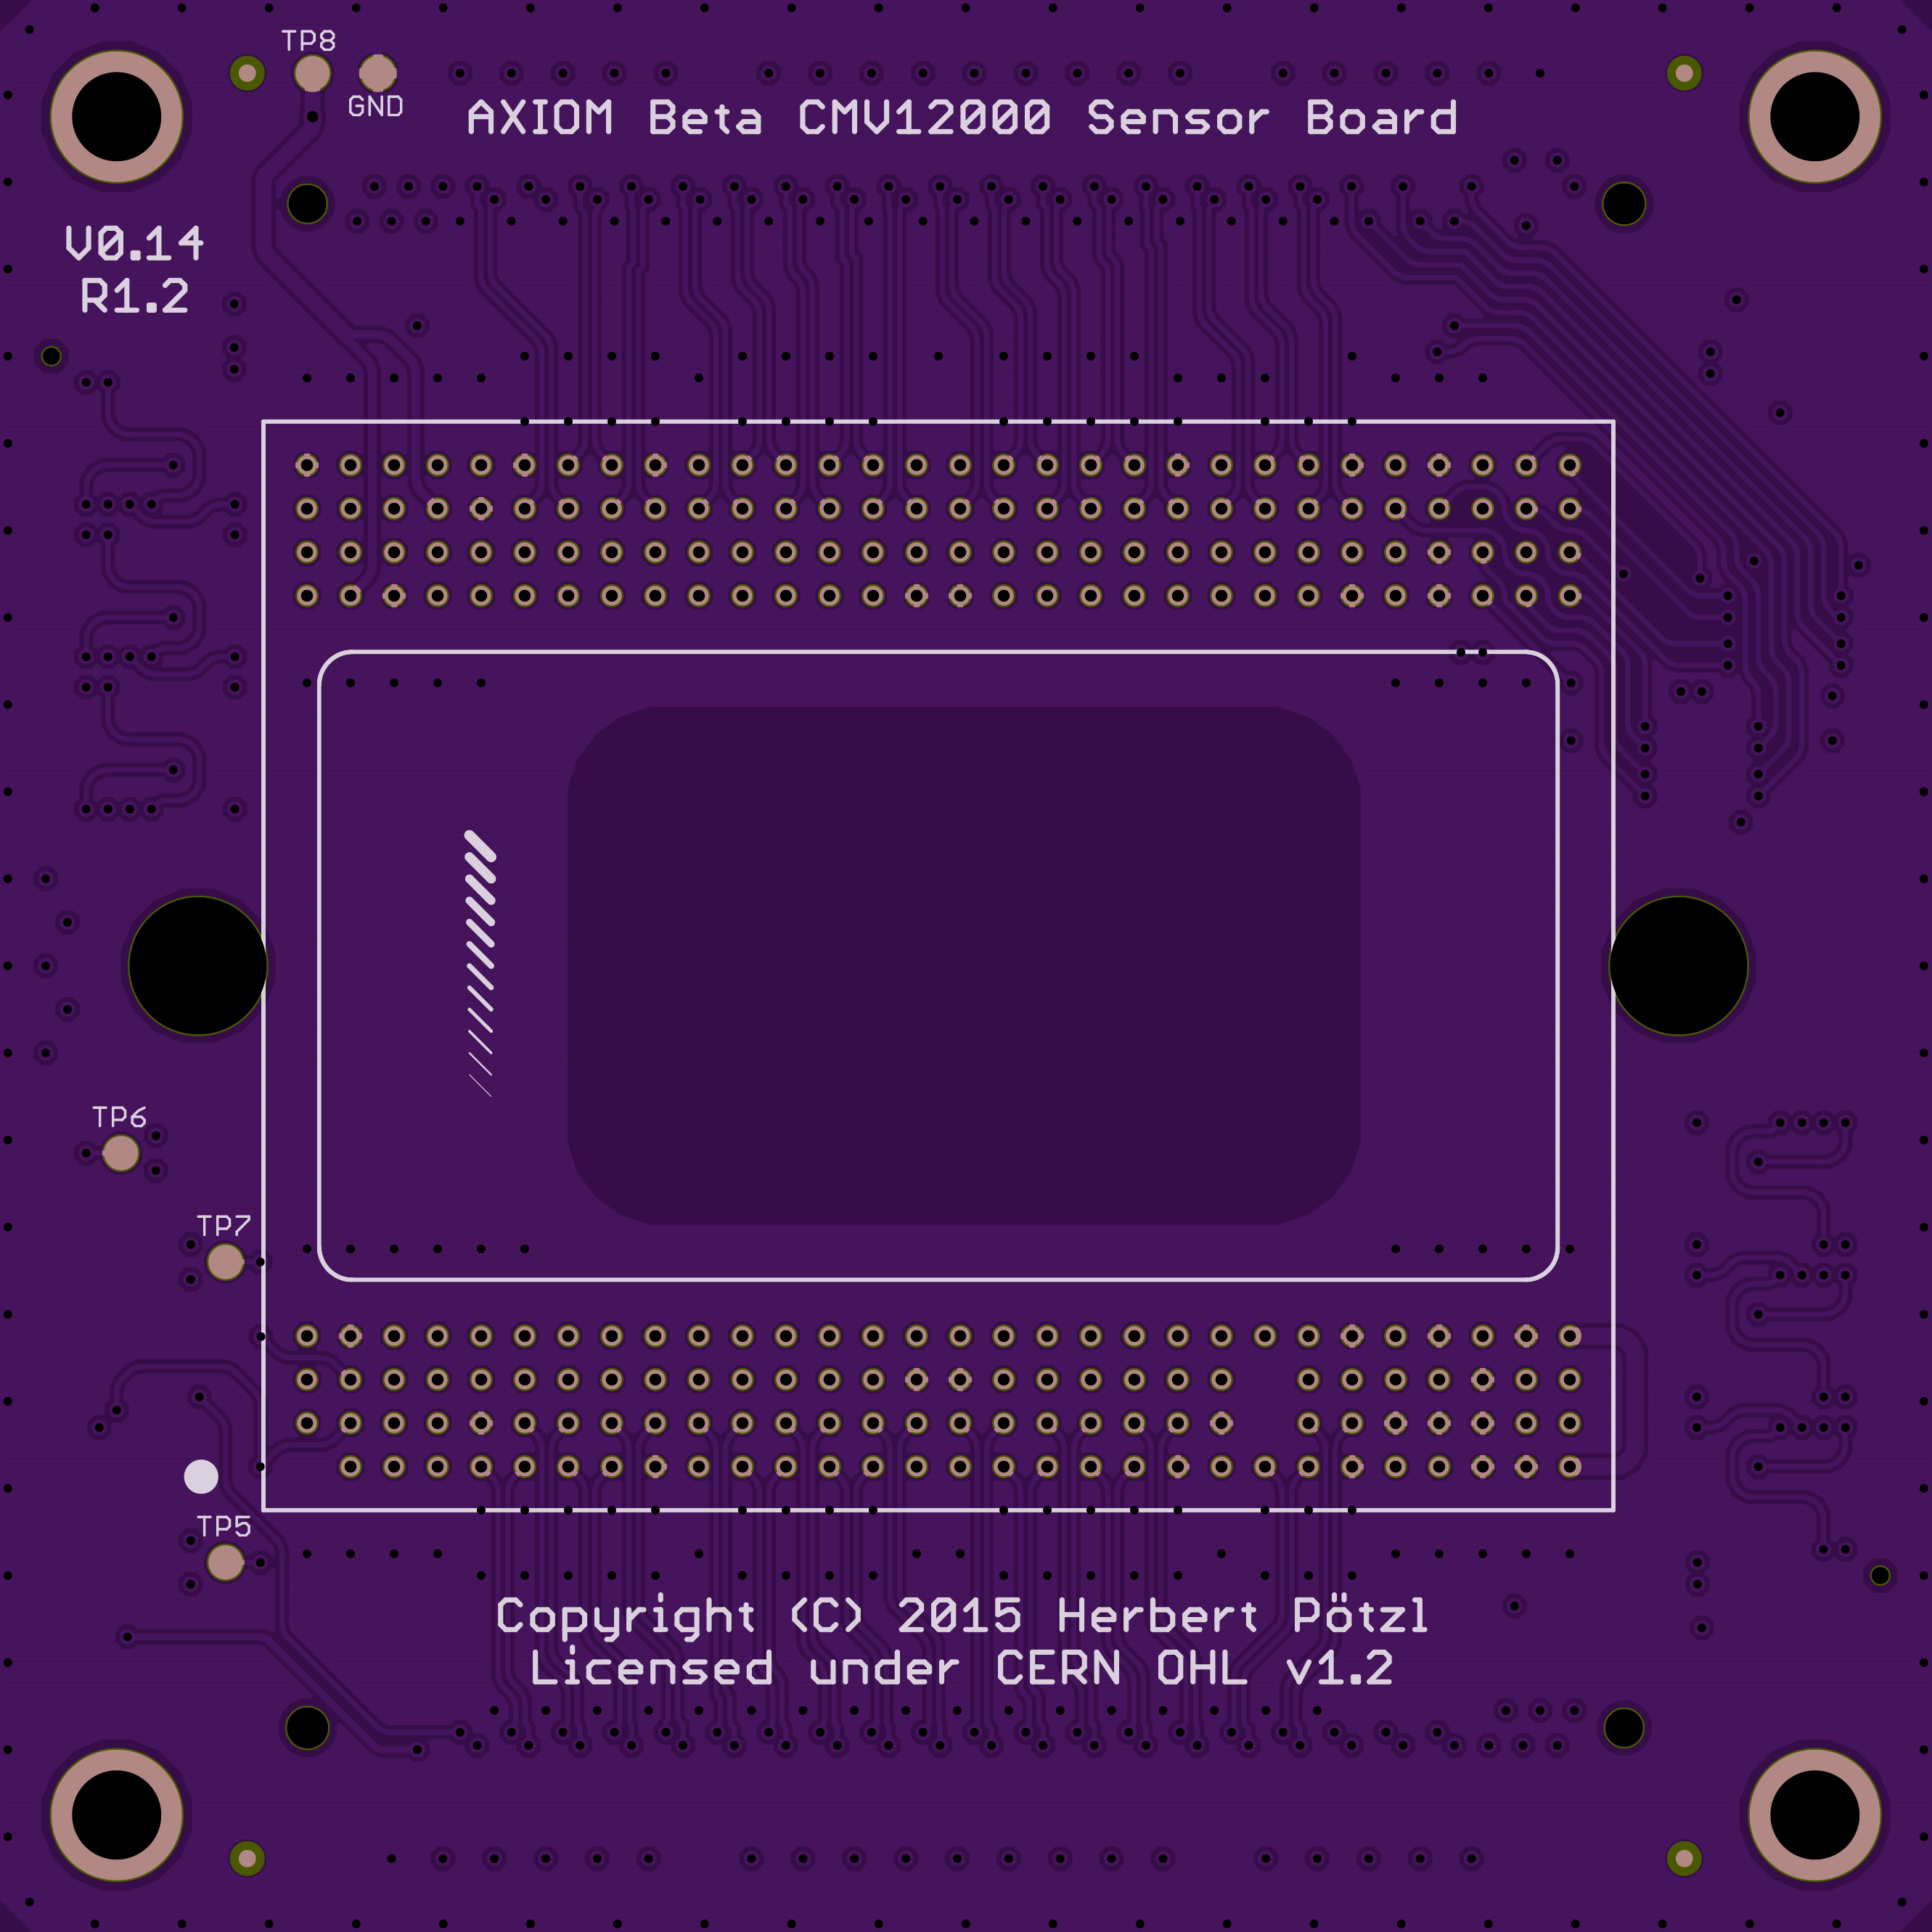 TP8
GND
AXIOM Beta CMV12000 Sensor Board
V0.14
R1.2
TP6
TP7
TP5
Copyright (C) 2015 Herbert Pötzl
Licensed under CERN OHL v1.2